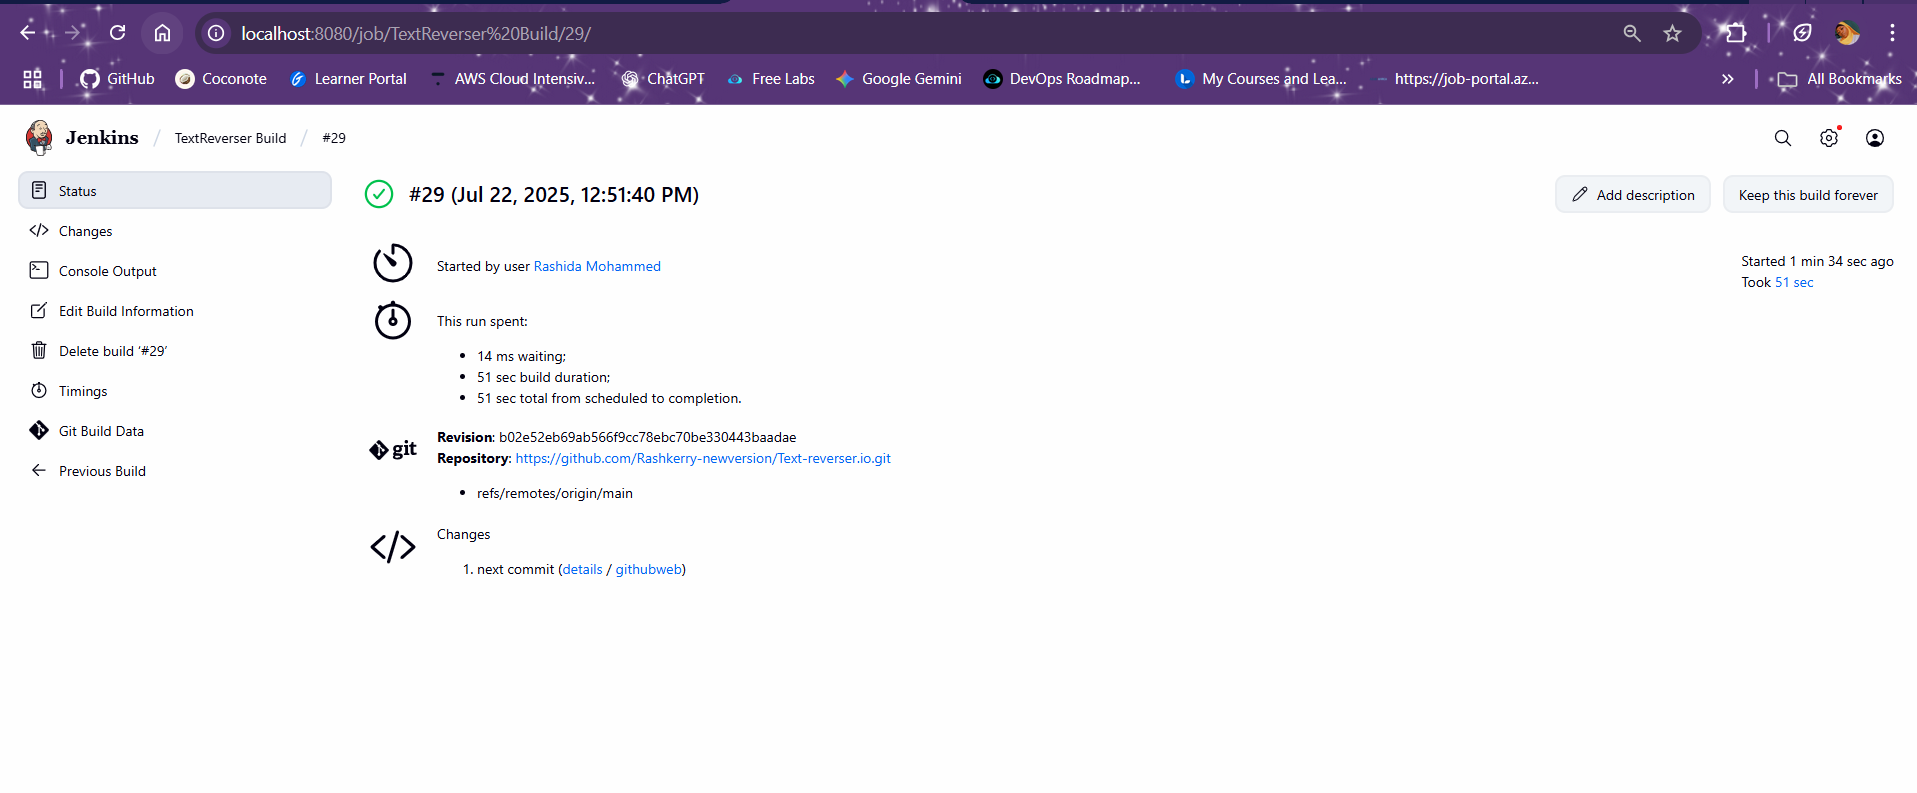 localhost:8080/job/TextReverser%20Build/29/
GitHub Coconote Learner Portal AWS Cloud Intensiv... ChatGPT Free Labs Google Gemini DevOps Roadmap... My Courses and Lea... https://job-portal.az... » All Bookmarks
Jenkins / TextReverser Build / #29
Status
Changes
Console Output
Edit Build Information
Delete build ‘#29’
Timings
Git Build Data
Previous Build
#29 (Jul 22, 2025, 12:51:40 PM)
Add description
Keep this build forever
Started by user Rashida Mohammed
Started 1 min 34 sec ago
Took 51 sec
This run spent:
• 14 ms waiting;
• 51 sec build duration;
• 51 sec total from scheduled to completion.
git
Revision: b02e52eb69ab566f9cc78ebc70be330443baadae
Repository: https://github.com/Rashkerry-newversion/Text-reverser.io.git
• refs/remotes/origin/main
Changes
1. next commit (details / githubweb)